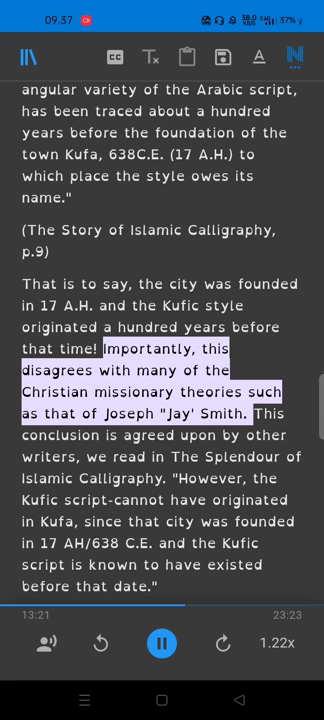 09.37
38.0
KB/S
37%
CC
angular variety of the Arabic script,
has been traced about a hundred
years before the foundation of the
town Kufa, 638C.E. (17 A.H.) to
which place the style owes its
name."
(The Story of Islamic Calligraphy,
p.9)
That is to say, the city was founded
in 17 A.H. and the Kufic style
originated a hundred years before
that time! Importantly, this
disagrees with many of the
Christian missionary theories such
as that of Joseph "Jay' Smith. This
conclusion is agreed upon by other
writers, we read in The Splendour of
Islamic Calligraphy. "However, the
Kufic script-cannot have originated
in Kufa, since that city was founded
in 17 AH/638 C.E. and the Kufic
script is known to have existed
before that date."
13:21
23:23
1.22x